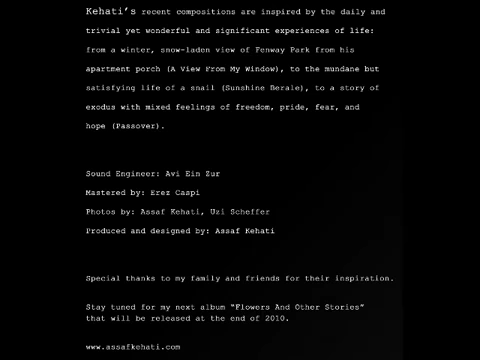 Kehati's recent compositions are inspired by the daily and
trivial yet wonderful and significant experiences of life:
from a winter, snow-laden view of Fenway Park from his
apartment porch (A View From My Window), to the mundane but
satisfying life of a snail (Sunshine Berale), to a story of
exodus with mixed feelings of freedom, pride, fear, and
hope (Passover).
Sound Engineer: Avi Ein Zur
Mastered by: Erez Caspi
Photos by: Assaf Kehati, Uzi Scheffer
Produced and designed by: Assaf Kehati
Special thanks to my family and friends for their inspiration.
Stay tuned for my next album “Flowers And Other Stories”
that will be released at the end of 2010.
www.assafkehati.com